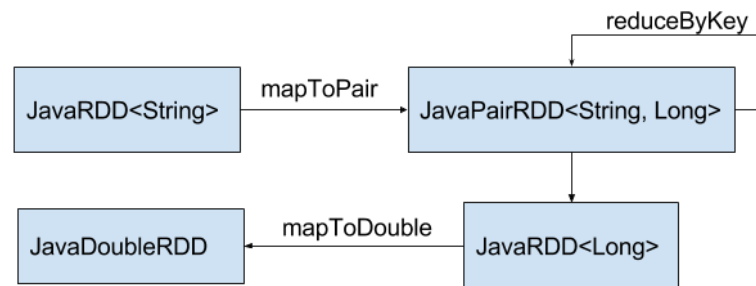 reduceByKey
mapToPair
JavaRDD<String>
JavaPairRDD<String, Long>
mapToDouble
JavaDoubleRDD
JavaRDD<Long>